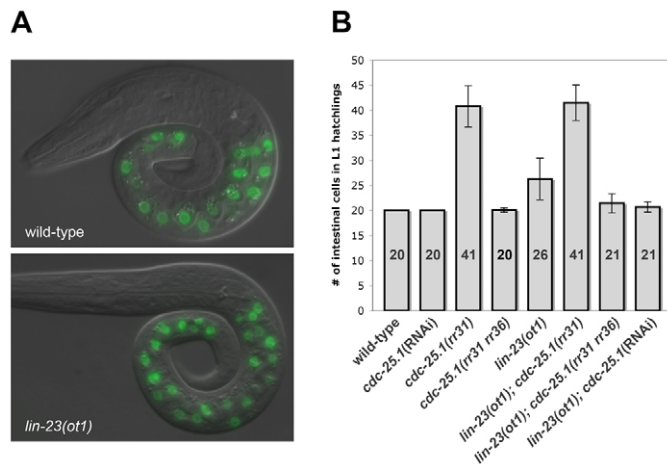 A
wild-type
lin-23(ot1)
B
# of intestinal cells in L1 hatchlings
50
45
40
35
30
25
20
15
10
5
0
20
20
41
20
26
41
21
21
wild-type
cdc-25.1(RNAi)
cdc-25.1(rr31)
cdc-25.1(rr31 rr36)
lin-23(ot1)
lin-23(ot1); cdc-25.1(rr31)
lin-23(ot1); cdc-25.1(rr31 rr36)
lin-23(ot1); cdc-25.1(RNAi)